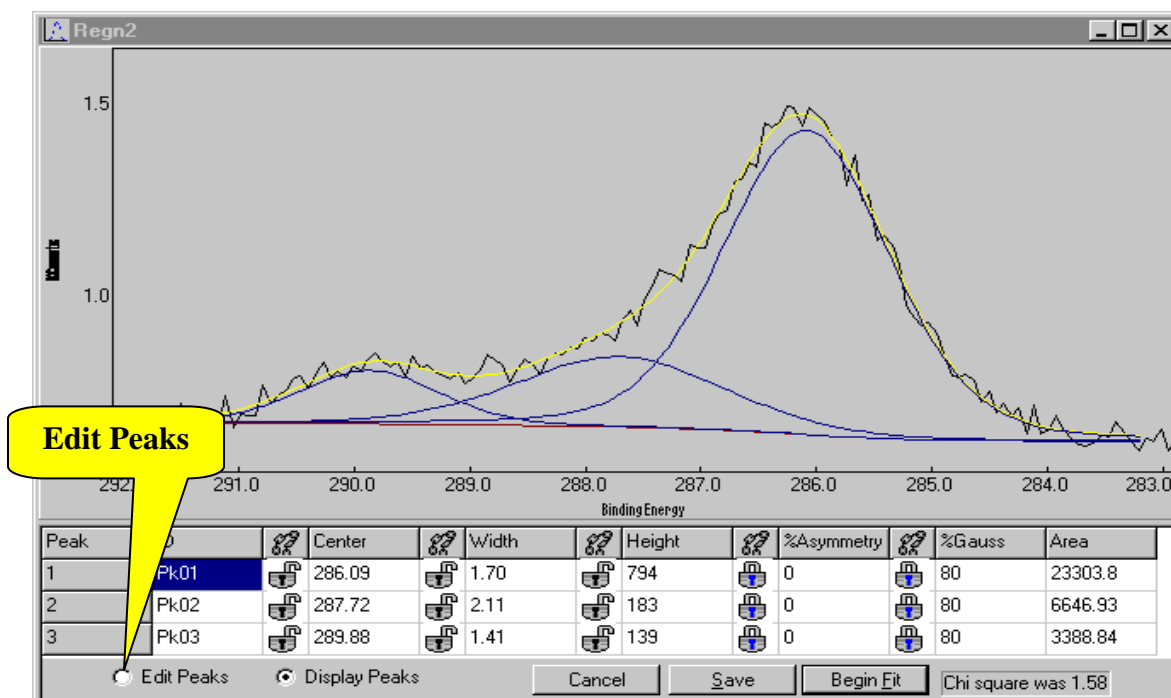 Regn2
1.5
1.0
Edit Peaks
292 291.0 290.0 289.0 288.0 287.0 286.0 285.0 284.0 283.0
Binding Energy
Peak Center Width Height %Asymmetry %Gauss Area
1 Pk01 286.09 1.70 794 0 80 23303.8
2 Pk02 287.72 2.11 183 0 80 6646.93
3 Pk03 289.88 1.41 139 0 80 3388.84
Edit Peaks Display Peaks Cancel Save Begin Fit Chi square was 1.58